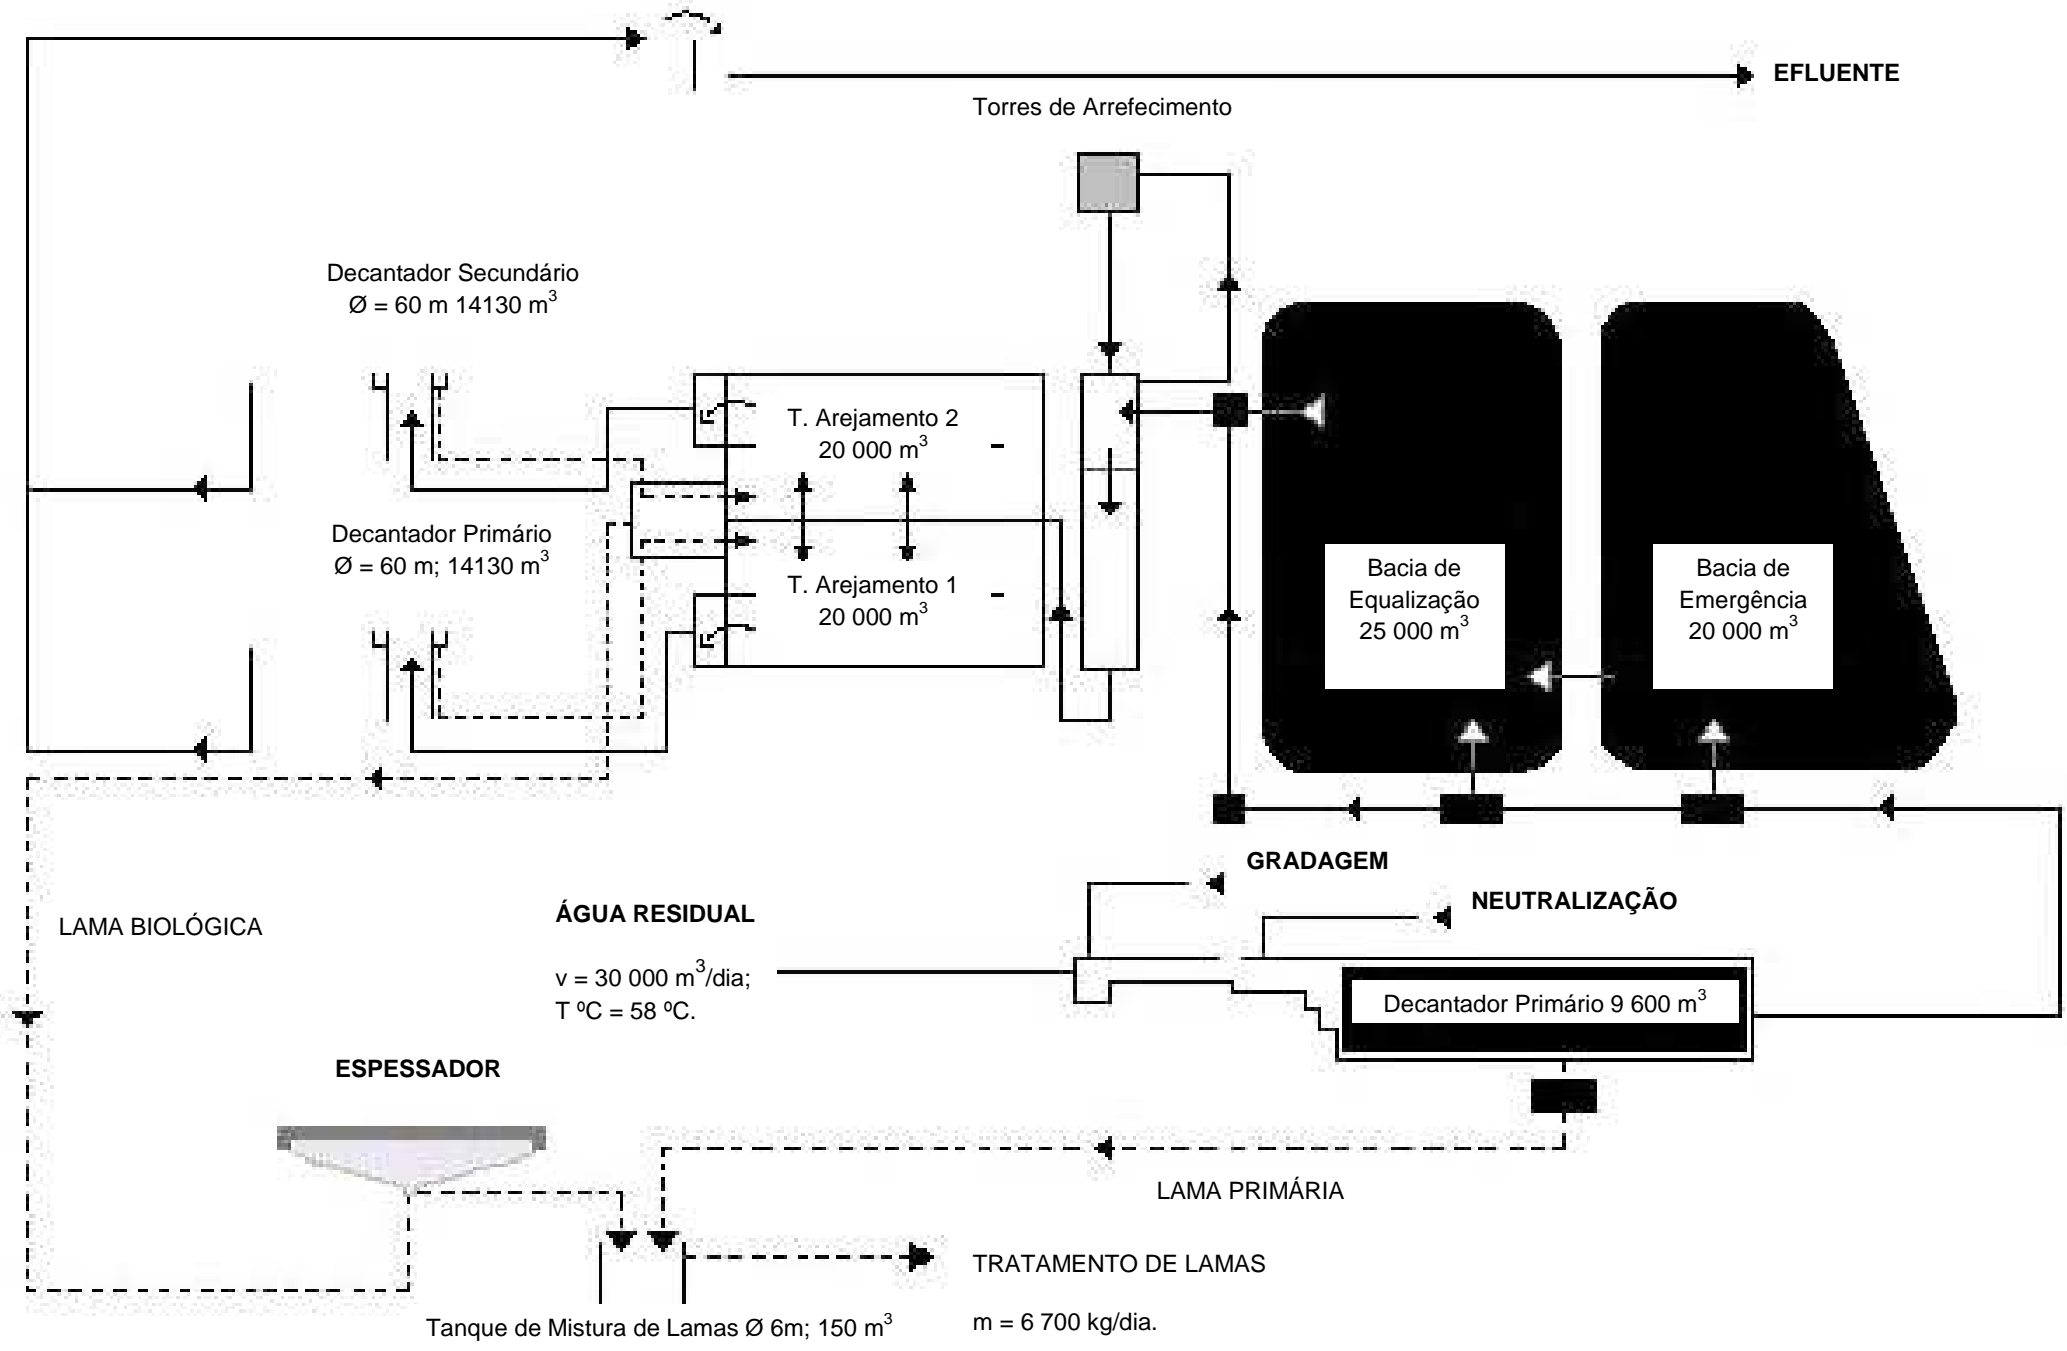 EFLUENTE
Torres de Arrefecimento
Decantador Secundário
Ø = 60 m 14130 m³
T. Arejamento 2
20 000 m³
Decantador Primário
Ø = 60 m; 14130 m³
T. Arejamento 1
20 000 m³
Bacia de
Equalização
25 000 m³
Bacia de
Emergência
20 000 m³
GRADAGEM
NEUTRALIZAÇÃO
LAMA BIOLÓGICA
ÁGUA RESIDUAL
v = 30 000 m³/dia;
T ºC = 58 ºC.
Decantador Primário 9 600 m³
ESPESSADOR
LAMA PRIMÁRIA
TRATAMENTO DE LAMAS
m = 6 700 kg/dia.
Tanque de Mistura de Lamas Ø 6m; 150 m³